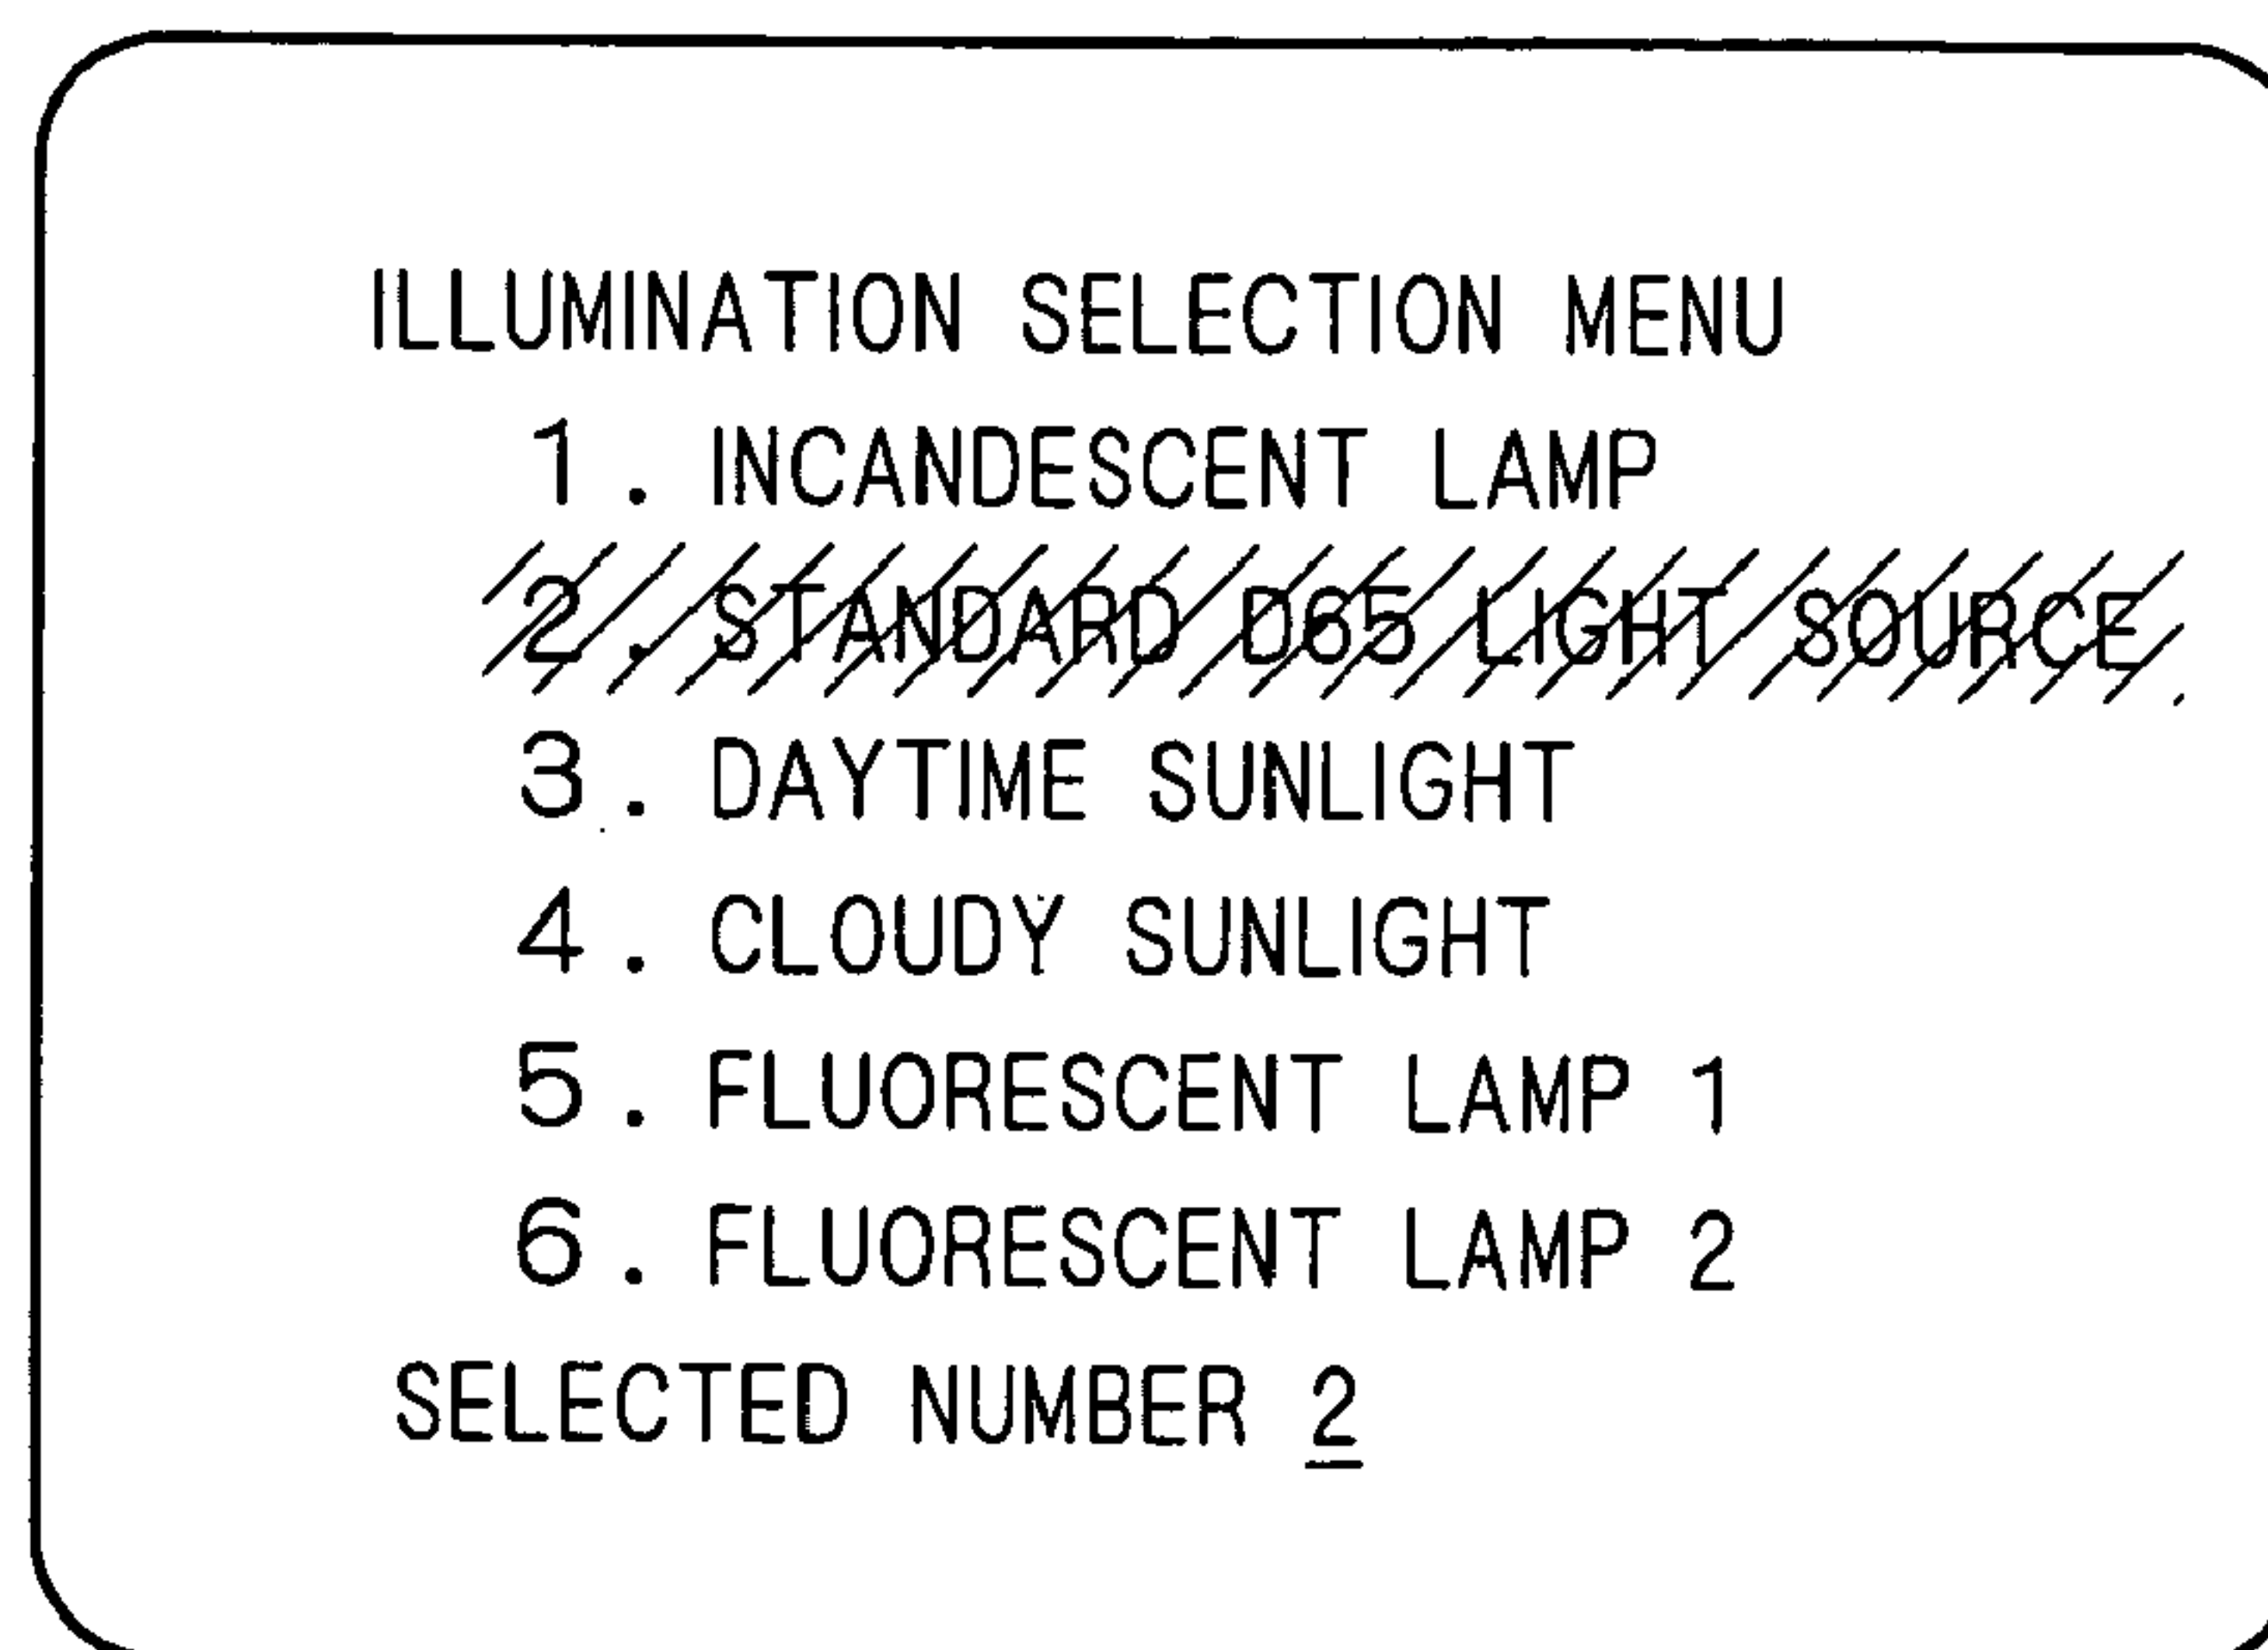 ILLUMINATION SELECTION MENU
1. INCANDESCENT LAMP
2. STANDARD D65 LIGHT SOURCE
3. DAYTIME SUNLIGHT
4. CLOUDY SUNLIGHT
5. FLUORESCENT LAMP 1
6. FLUORESCENT LAMP 2
SELECTED NUMBER 2